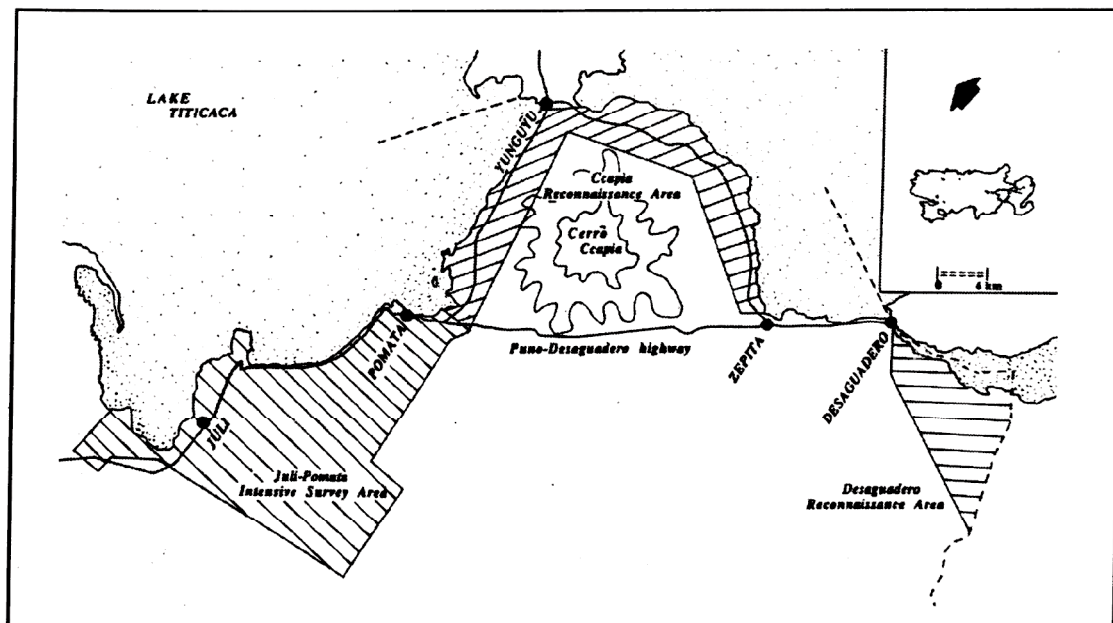 LAKE
TITICACA
YUNGUYU
Ccapia
Reconnaissance Area
Cerro
Ccapia
0 6 km
POMATA
Puno-Desaguadero highway
ZEPITA
DESAGUADERO
JULI
Juli-Pomata
Intensive Survey Area
Desaguadero
Reconnaissance Area